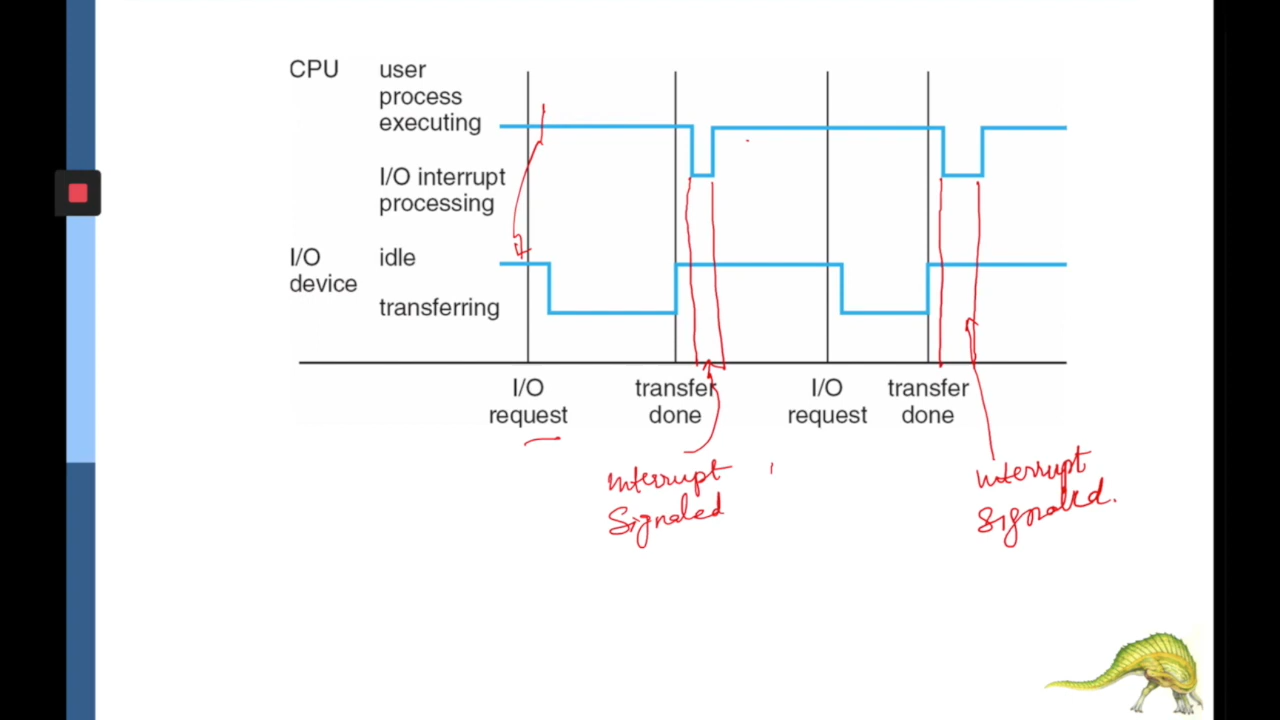 CPU user
process
executing
I/O interrupt
processing
I/O idle
device
transferring
I/O transfer I/O transfer
request done request done
Interrupt Interrupt
Signaled Signaled.